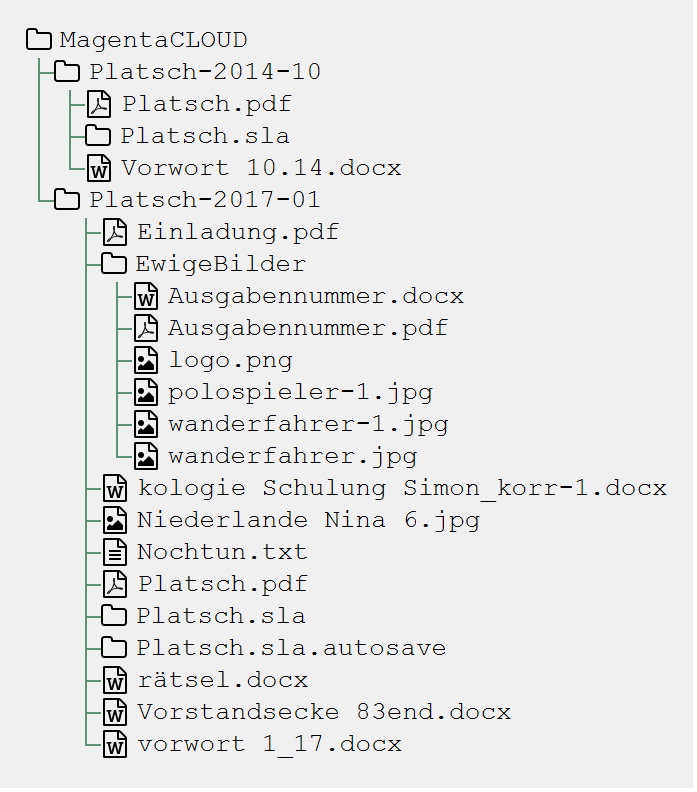 MagentaCLOUD
Platsch-2014-10
Platsch.pdf
Platsch.sla
Vorwort 10.14.docx
Platsch-2017-01
Einladung.pdf
EwigeBilder
Ausgabennummer.docx
Ausgabennummer.pdf
logo.png
polospieler-1.jpg
wanderfahrer-1.jpg
wanderfahrer.jpg
kologie Schulung Simon_korr-1.docx
Niederlande Nina 6.jpg
Nochtun.txt
Platsch.pdf
Platsch.sla
Platsch.sla.autosave
rätsel.docx
Vorstandsecke 83end.docx
vorwort 1_17.docx